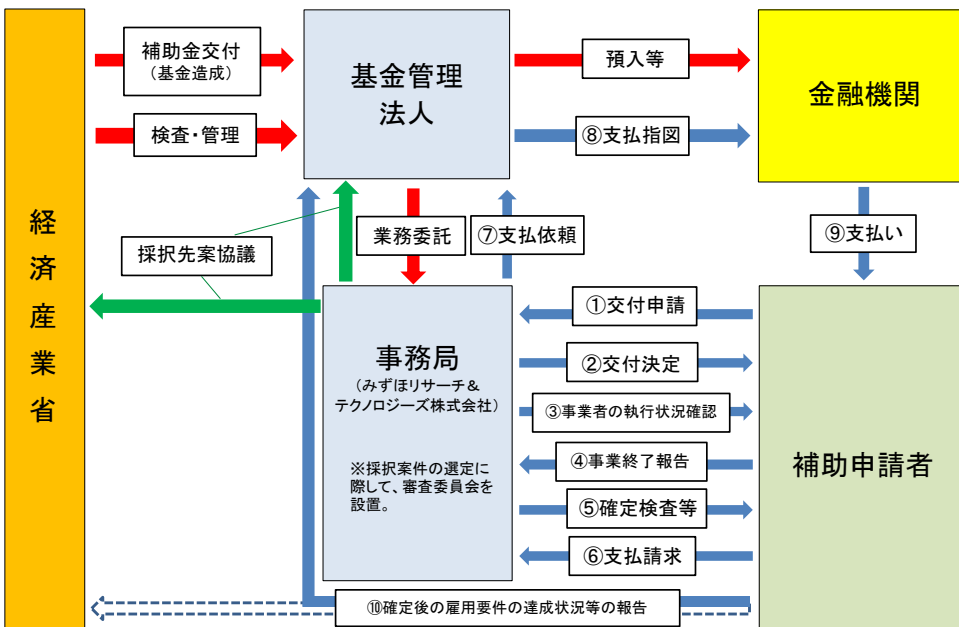 経済産業省
補助金交付
(基金造成)
検査・管理
基金管理
法人
預入等
⑧支払指図
金融機関
採択先案協議
業務委託
⑦支払依頼
⑨支払い
事務局
(みずほリサーチ&
テクノロジーズ株式会社)
※採択案件の選定に
際して、審査委員会を
設置。
①交付申請
②交付決定
③事業者の執行状況確認
④事業終了報告
⑤確定検査等
⑥支払請求
補助申請者
⑩確定後の雇用要件の達成状況等の報告